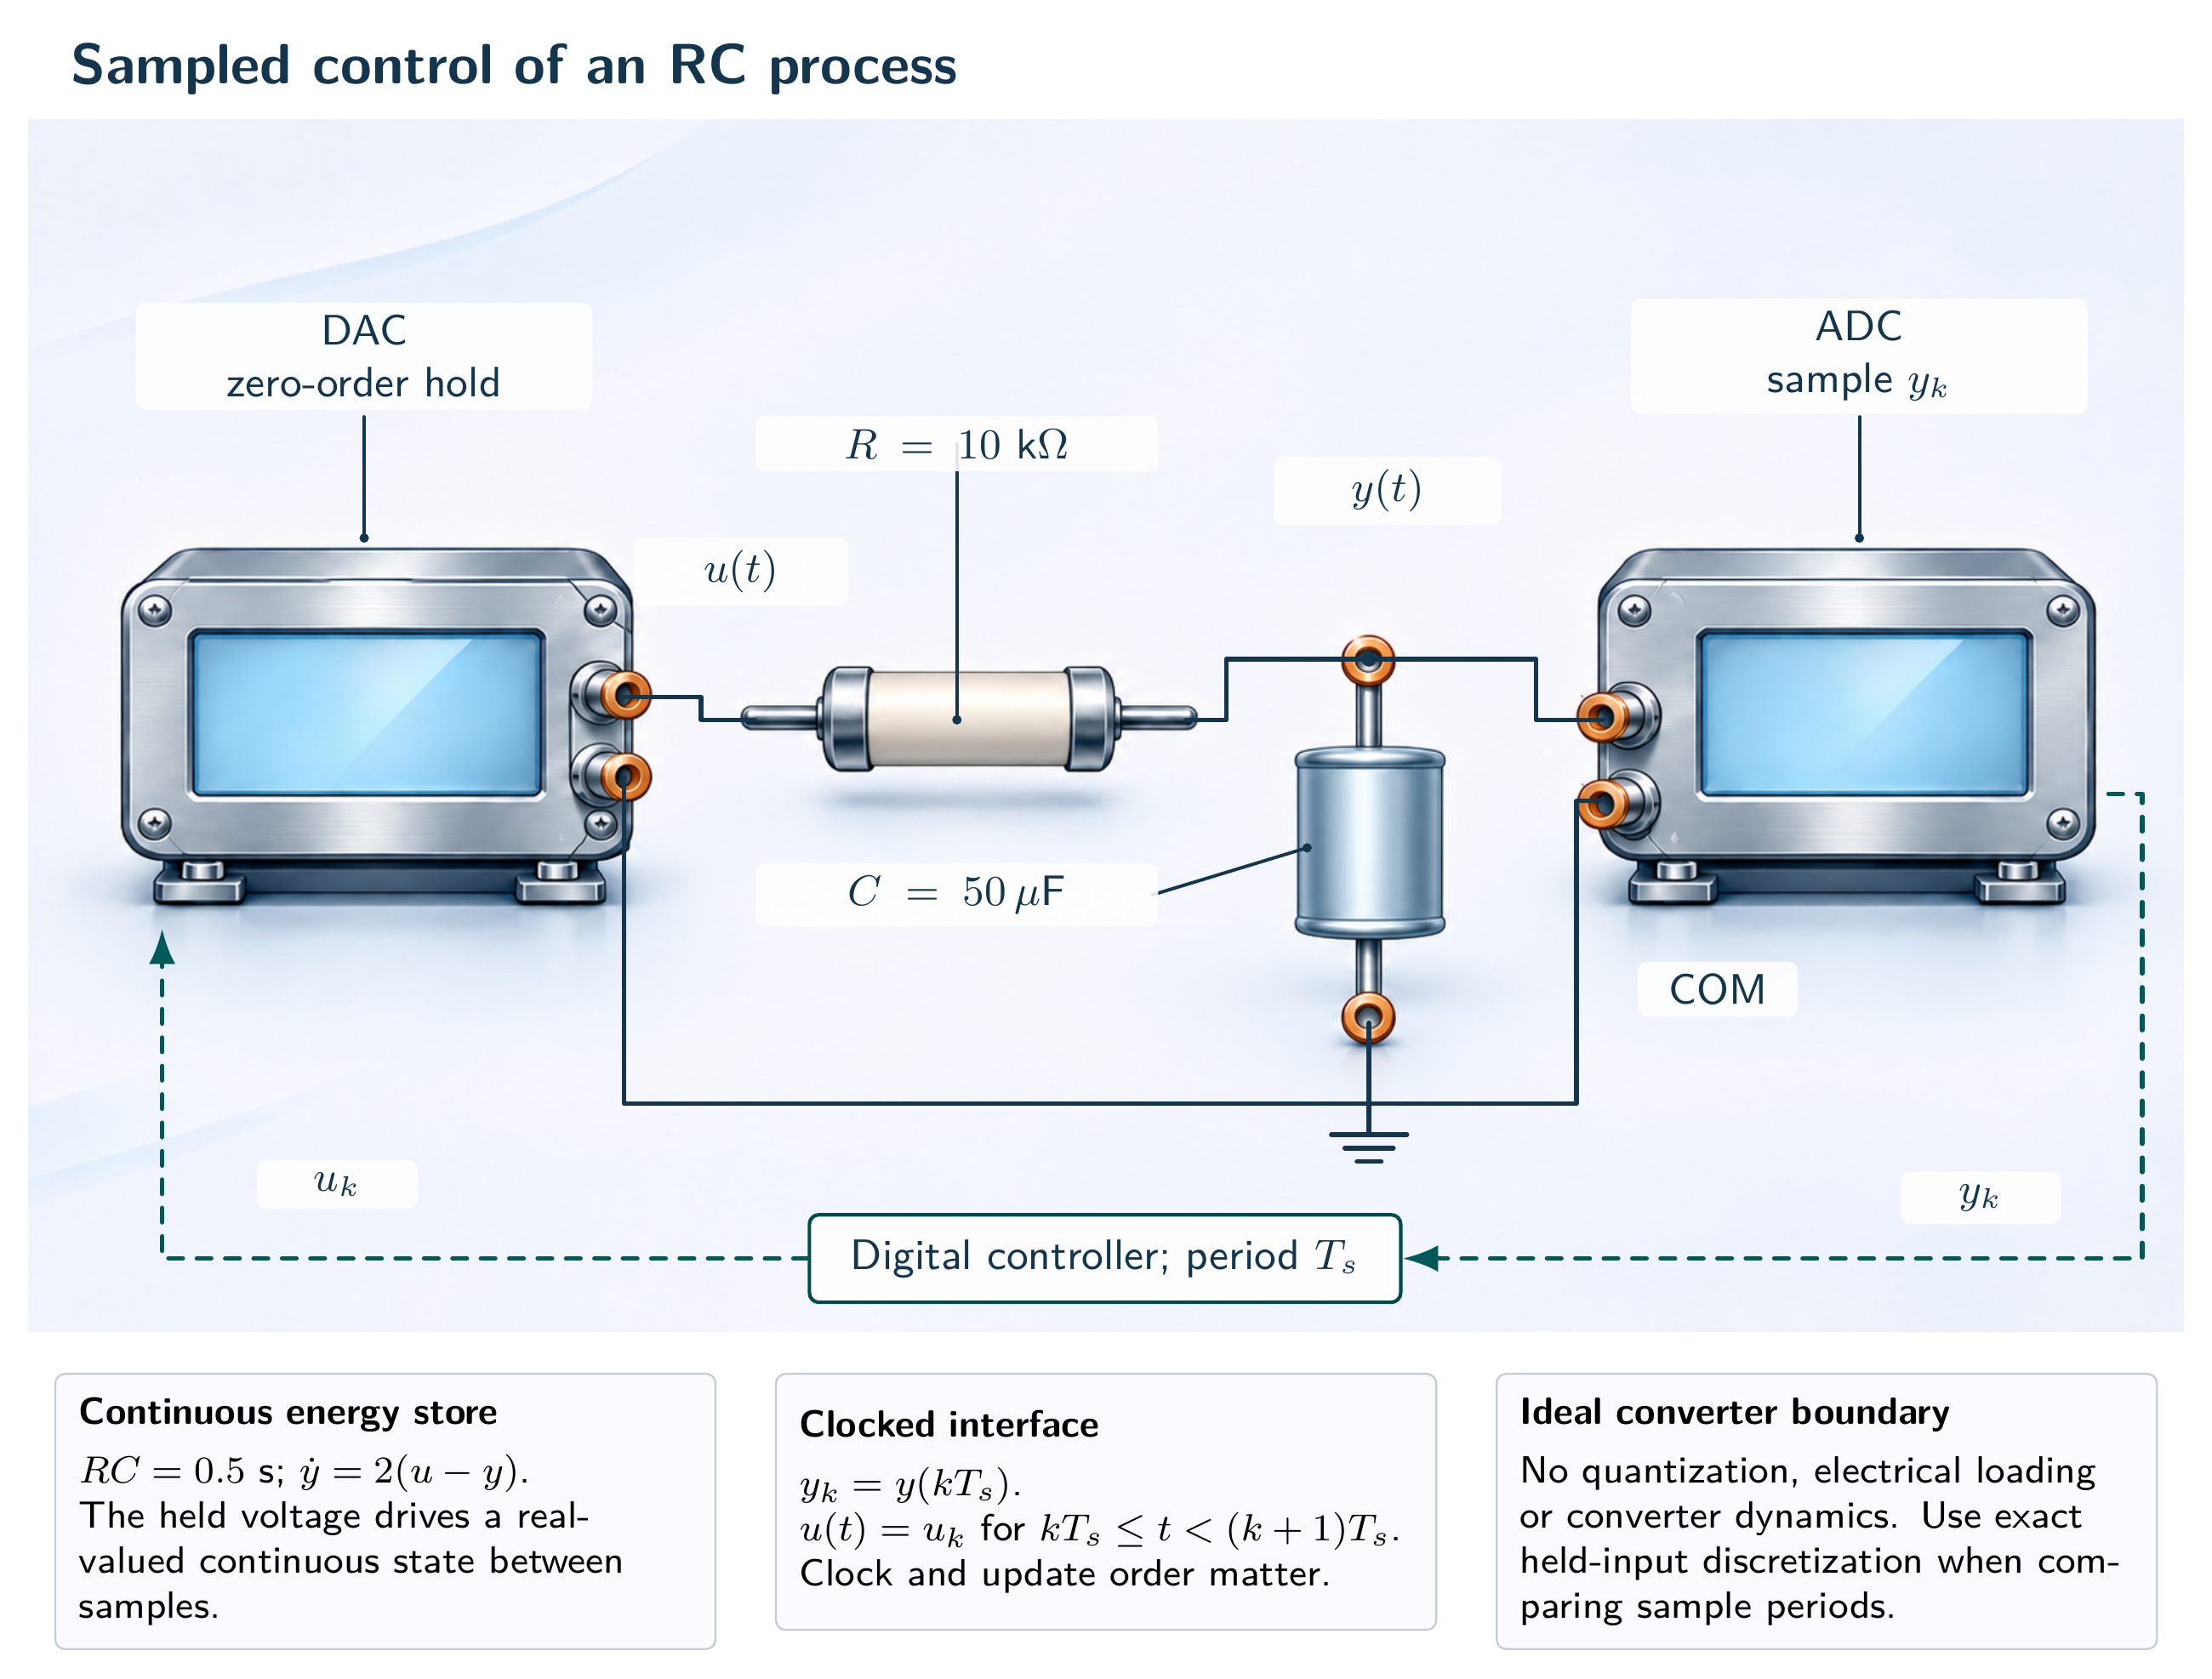 Sampled control of an RC process
DAC
zero-order hold
ADC
sample $y_k$
$R = 10$ kΩ
$y(t)$
$u(t)$
$C = 50\,\mu$F
COM
$u_k$
$y_k$
Digital controller; period $T_s$
Continuous energy store
$RC = 0.5$ s; $\dot{y} = 2(u - y)$.
The held voltage drives a real-
valued continuous state between
samples.
Clocked interface
$y_k = y(kT_s)$.
$u(t) = u_k$ for $kT_s \leq t < (k+1)T_s$.
Clock and update order matter.
Ideal converter boundary
No quantization, electrical loading
or converter dynamics. Use exact
held-input discretization when com-
paring sample periods.